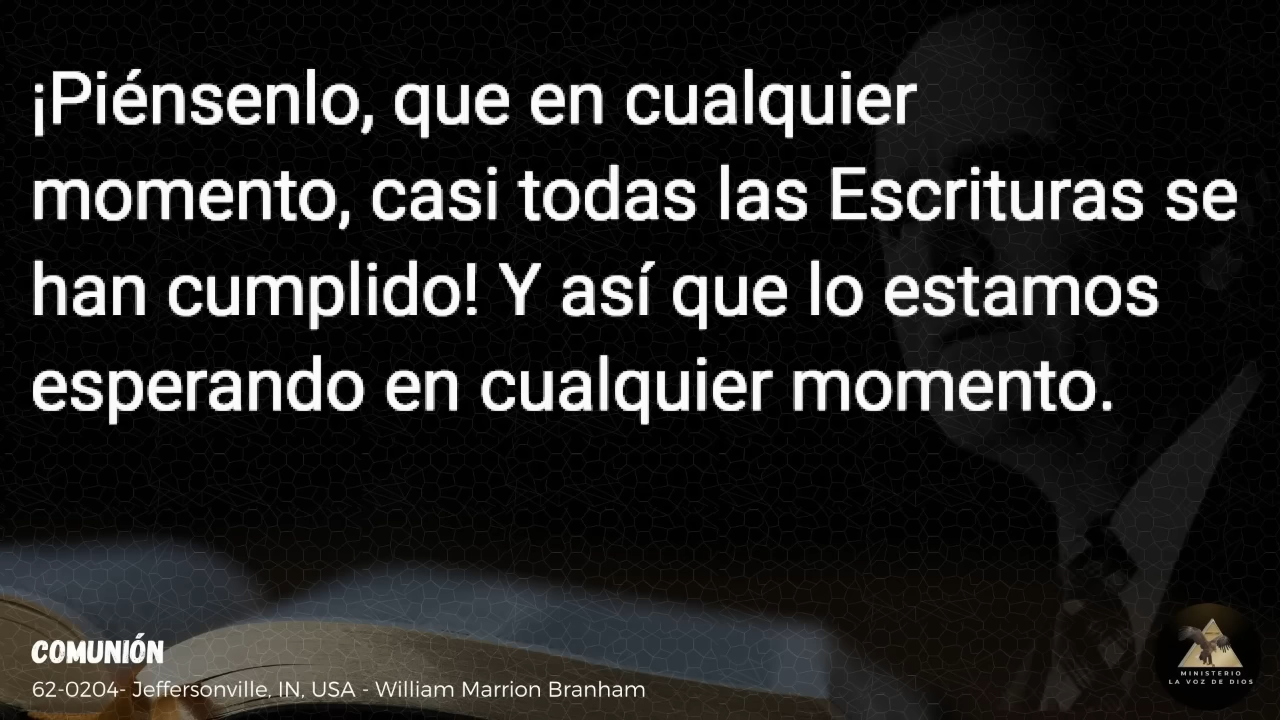 ¡Piénsenlo, que en cualquier
momento, casi todas las Escrituras se
han cumplido! Y así que lo estamos
esperando en cualquier momento.
COMUNIÓN
62-0204- Jeffersonville, IN, USA - William Marrion Branham
MINISTERIO
LA VOZ DE DIOS